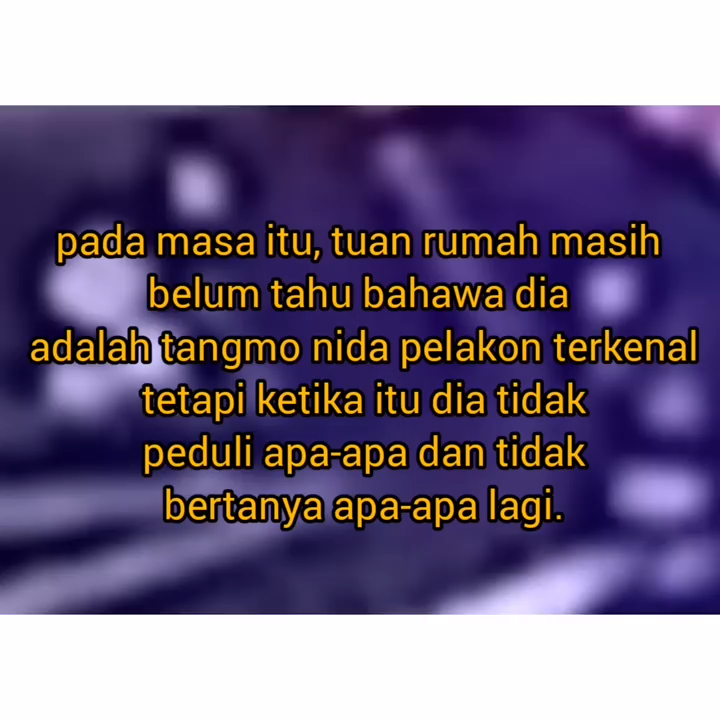 pada masa itu, tuan rumah masih
belum tahu bahawa dia
adalah tangmo nida pelakon terkenal
tetapi ketika itu dia tidak
peduli apa-apa dan tidak
bertanya apa-apa lagi.